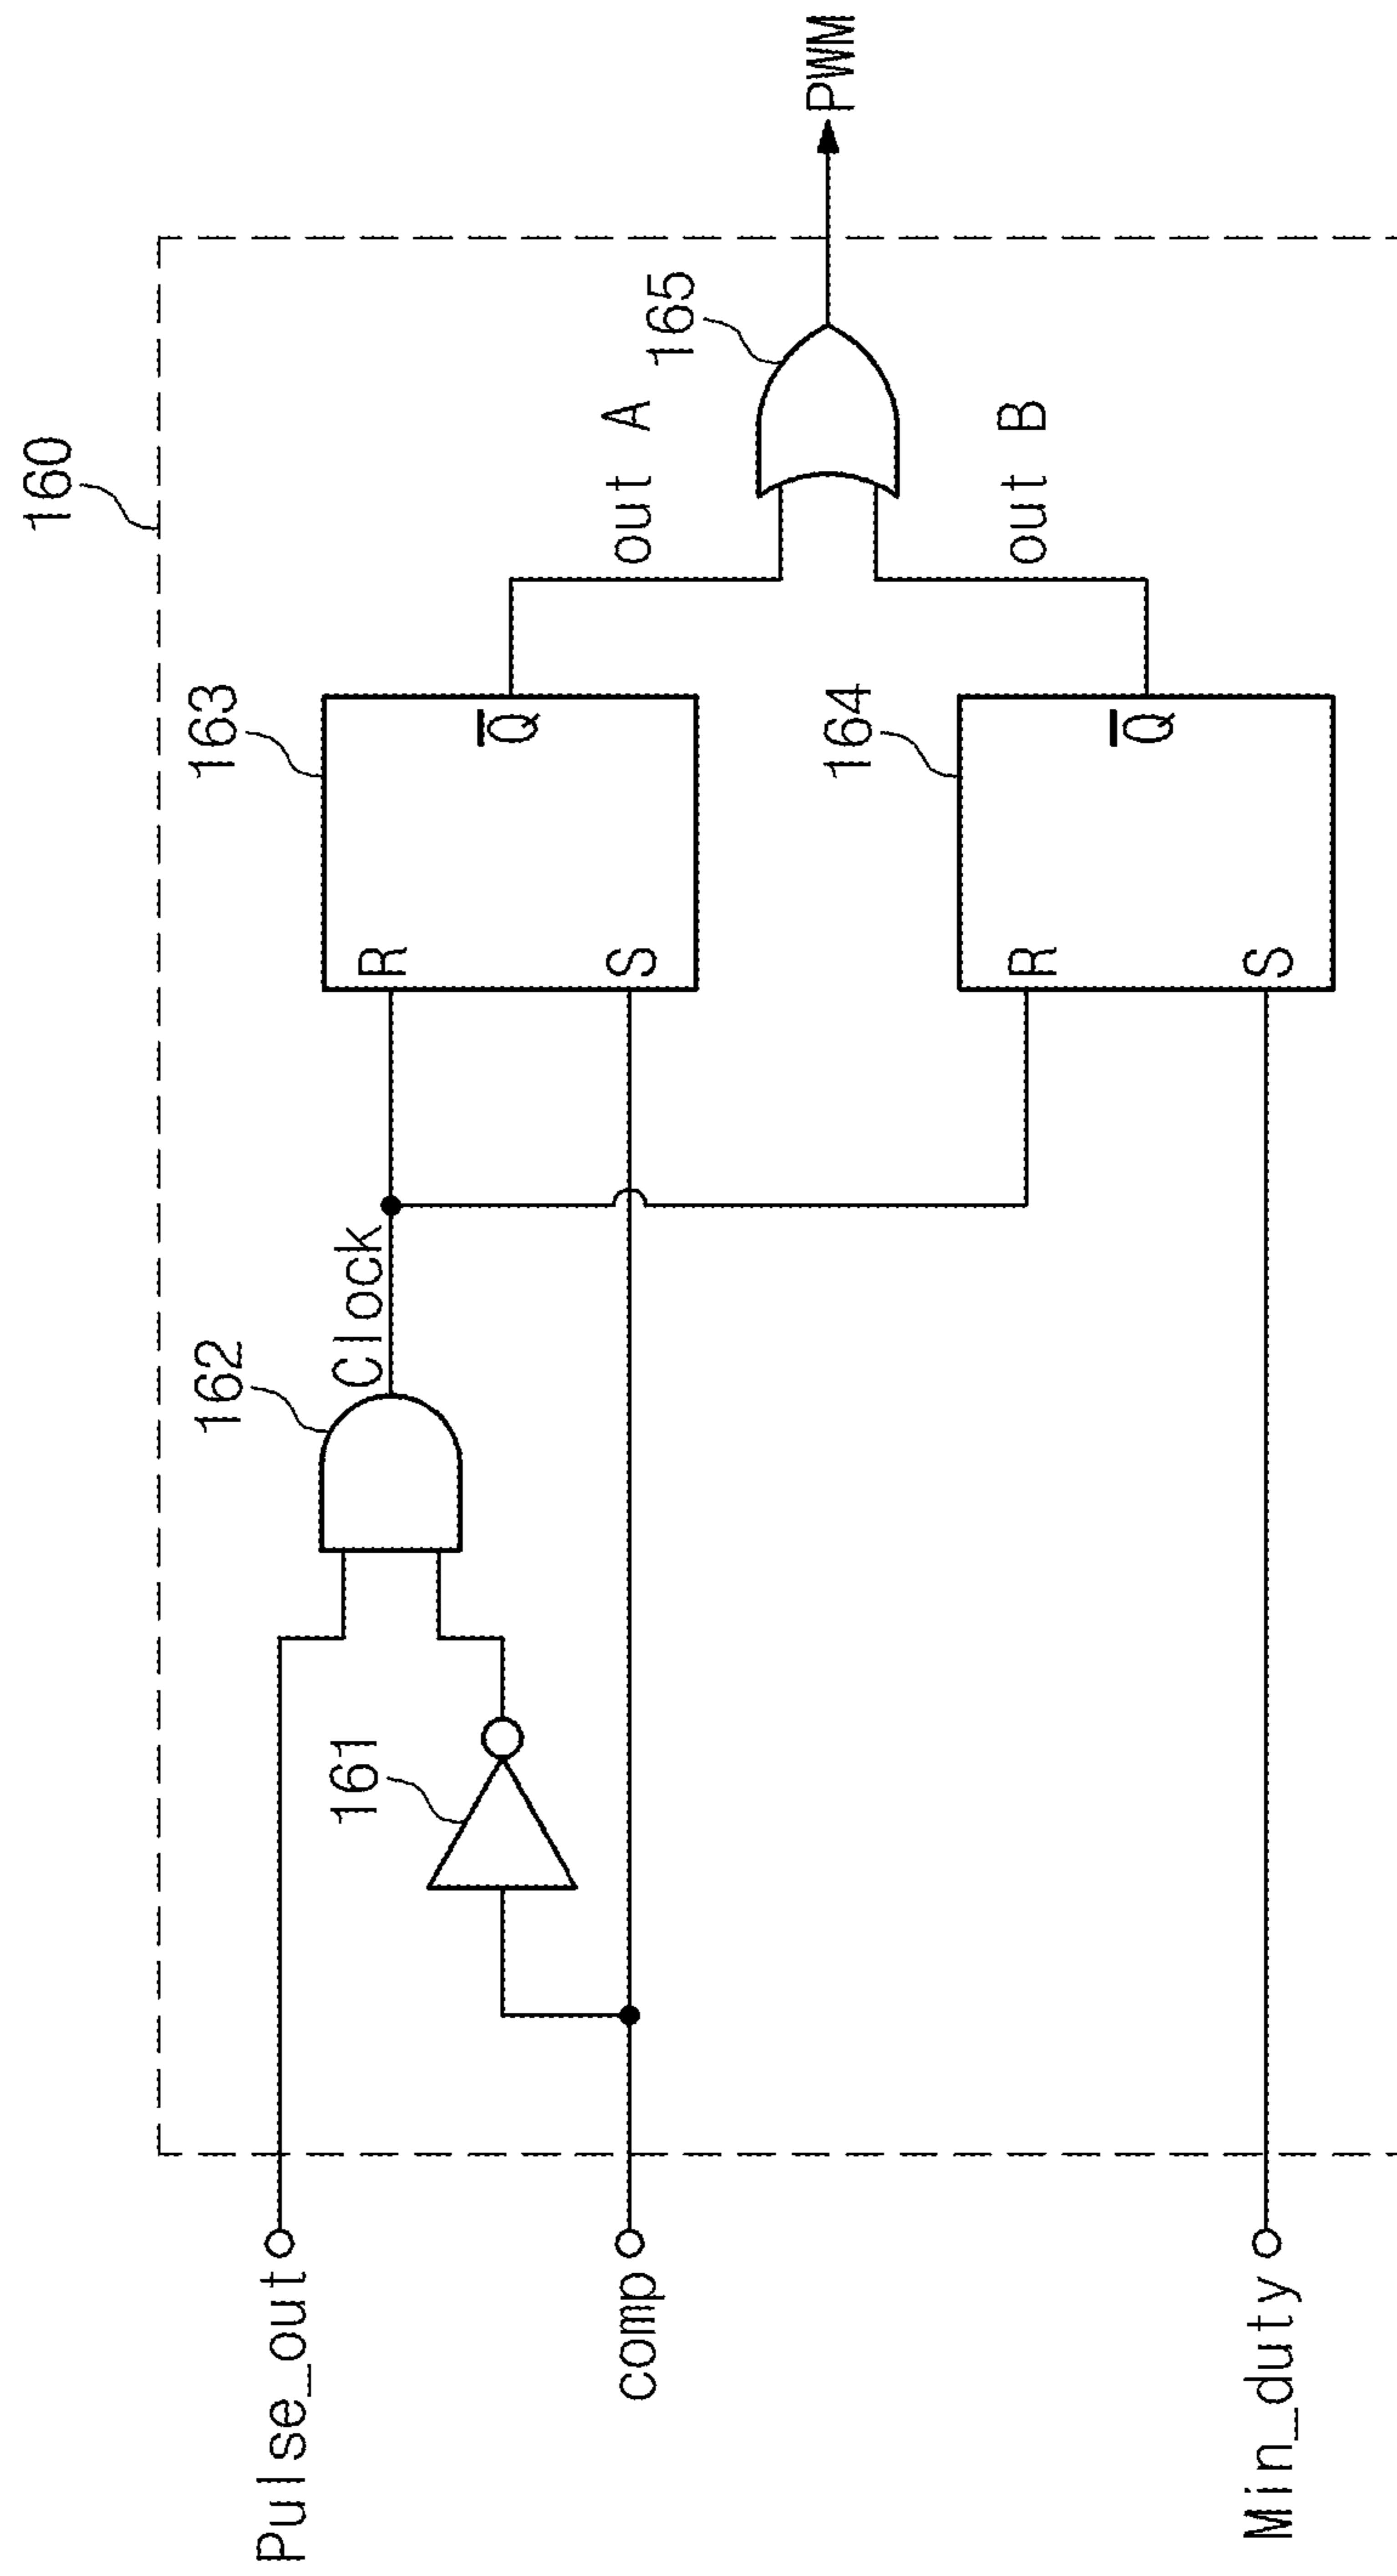 160
163
162
Clock
R
Q
S
out A
165
PWM
161
Pulse_out
comp
164
R
Q
S
out B
Min_duty